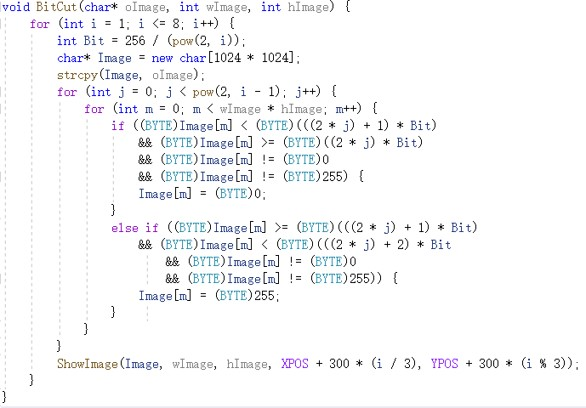 void BitCut(char* oImage, int wImage, int hImage) {
for (int i = 1; i <= 8; i++) {
int Bit = 256 / (pow(2, i));
char* Image = new char[1024 * 1024];
strcpy(Image, oImage);
for (int j = 0; j < pow(2, i - 1); j++) {
for (int m = 0; m < wImage * hImage; m++) {
if ((BYTE)Image[m] < (BYTE)(((2 * j) + 1) * Bit)
&& (BYTE)Image[m] >= (BYTE)((2 * j) * Bit)
&& (BYTE)Image[m] != (BYTE)0
&& (BYTE)Image[m] != (BYTE)255) {
Image[m] = (BYTE)0;
}
else if ((BYTE)Image[m] >= (BYTE)(((2 * j) + 1) * Bit)
&& (BYTE)Image[m] < (BYTE)(((2 * j) + 2) * Bit
&& (BYTE)Image[m] != (BYTE)0
&& (BYTE)Image[m] != (BYTE)255)) {
Image[m] = (BYTE)255;
}
}
}
ShowImage(Image, wImage, hImage, XPOS + 300 * (i / 3), YPOS + 300 * (i % 3));
}
}